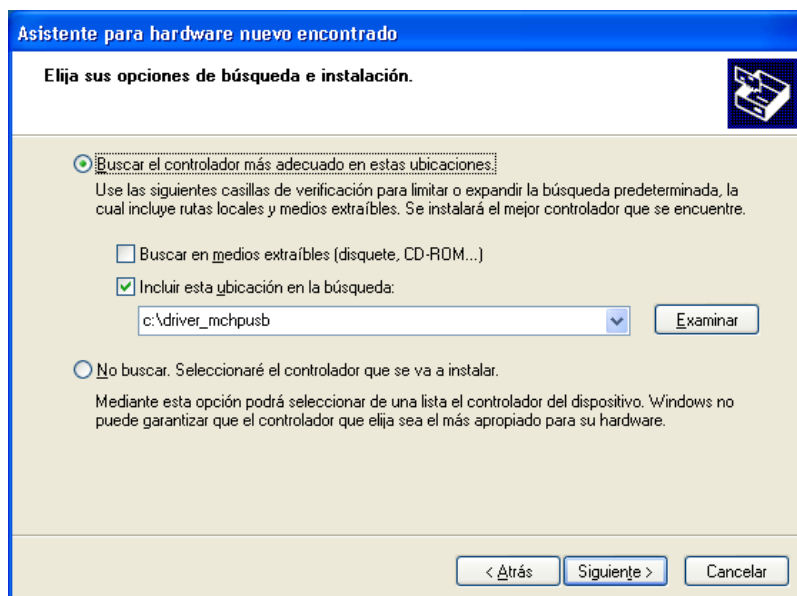 Asistente para hardware nuevo encontrado
Elija sus opciones de búsqueda e instalación.
Buscar el controlador más adecuado en estas ubicaciones.
Use las siguientes casillas de verificación para limitar o expandir la búsqueda predeterminada, la
cual incluye rutas locales y medios extraíbles. Se instalará el mejor controlador que se encuentre.
Buscar en medios extraíbles (disquete, CD-ROM...)
Incluir esta ubicación en la búsqueda:
c:\driver_mchpusb
Examinar
No buscar. Seleccionaré el controlador que se va a instalar.
Mediante esta opción podrá seleccionar de una lista el controlador del dispositivo. Windows no
puede garantizar que el controlador que elija sea el más apropiado para su hardware.
< Atrás
Siguiente >
Cancelar